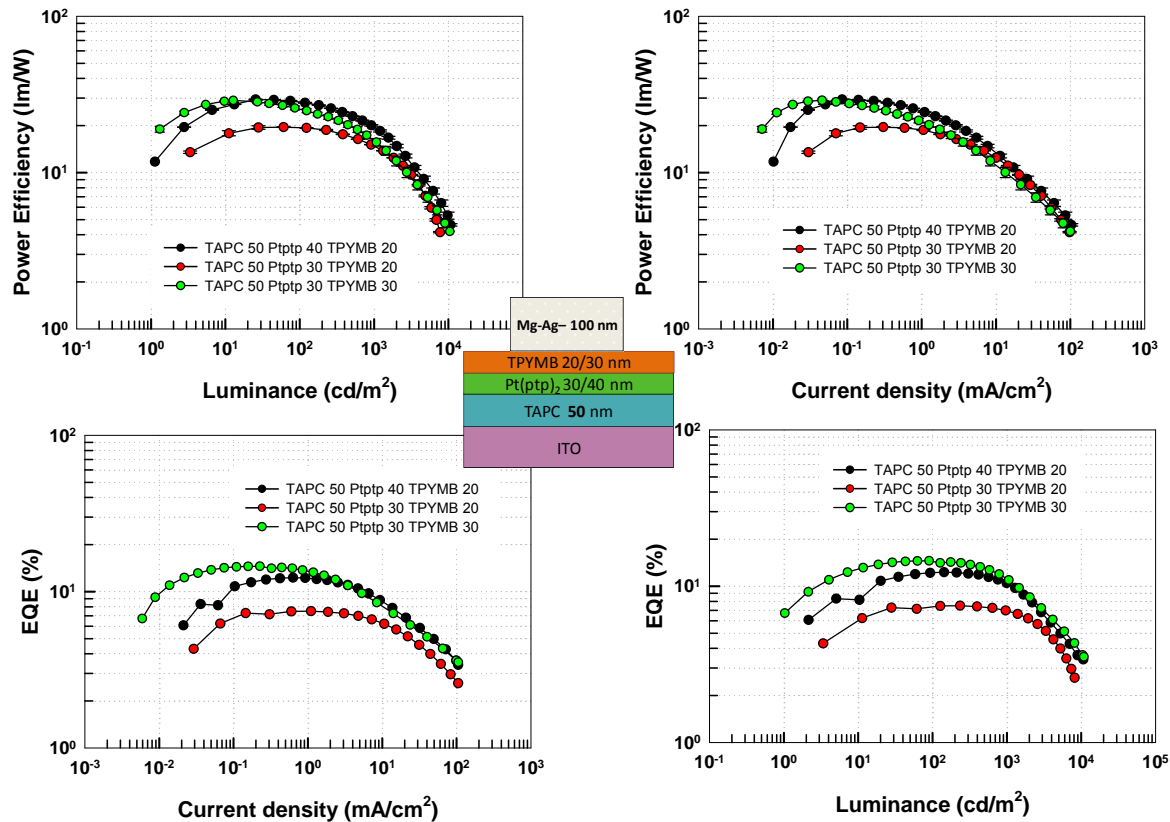 10²
10¹
10⁰
Power Efficiency (lm/W)
TAPC 50 Ptptp 40 TPYMB 20
TAPC 50 Ptptp 30 TPYMB 20
TAPC 50 Ptptp 30 TPYMB 30
10⁻¹ 10⁰ 10¹ 10² 10³ 10⁴
Luminance (cd/m²)
10²
10¹
10⁰
Power Efficiency (lm/W)
TAPC 50 Ptptp 40 TPYMB 20
TAPC 50 Ptptp 30 TPYMB 20
TAPC 50 Ptptp 30 TPYMB 30
10⁻³ 10⁻² 10⁻¹ 10⁰ 10¹ 10² 10³
Current density (mA/cm²)
Mg-Ag– 100 nm
TPYMB 20/30 nm
Pt(ptp)₂ 30/40 nm
TAPC 50 nm
ITO
10²
10¹
10⁰
EQE (%)
TAPC 50 Ptptp 40 TPYMB 20
TAPC 50 Ptptp 30 TPYMB 20
TAPC 50 Ptptp 30 TPYMB 30
10⁻³ 10⁻² 10⁻¹ 10⁰ 10¹ 10² 10³
Current density (mA/cm²)
10²
10¹
10⁰
EQE (%)
TAPC 50 Ptptp 40 TPYMB 20
TAPC 50 Ptptp 30 TPYMB 20
TAPC 50 Ptptp 30 TPYMB 30
10⁻¹ 10⁰ 10¹ 10² 10³ 10⁴ 10⁵
Luminance (cd/m²)